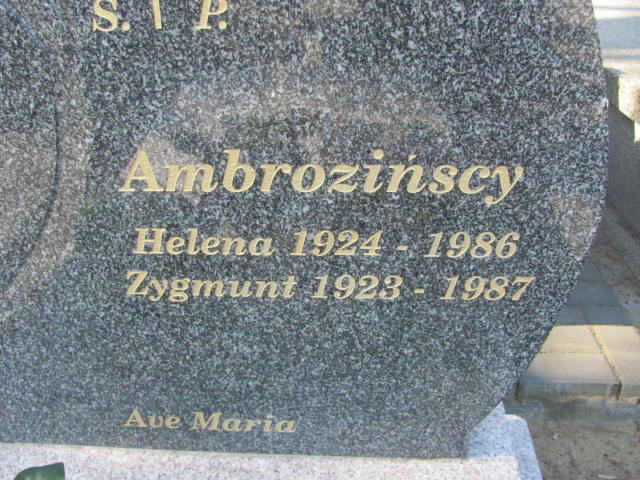 S. P.
Ambrozińscy
Helena 1924 - 1986
Zygmunt 1923 - 1987
Ave Maria